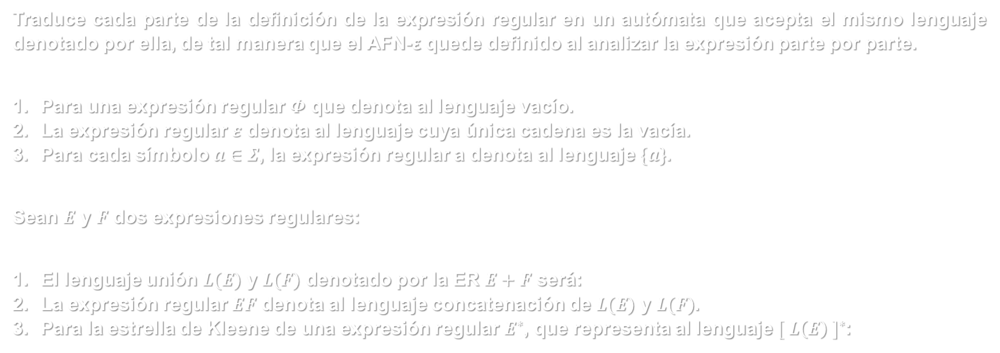 Traduce cada parte de la definición de la expresión regular en un autómata que acepta el mismo lenguaje
denotado por ella, de tal manera que el AFN-ε quede definido al analizar la expresión parte por parte.
1. Para una expresión regular Φ que denota al lenguaje vacío.
2. La expresión regular ε denota al lenguaje cuya única cadena es la vacía.
3. Para cada símbolo a ∈ Σ, la expresión regular a denota al lenguaje {a}.
Sean E y F dos expresiones regulares:
1. El lenguaje unión L(E) y L(F) denotado por la ER E + F será:
2. La expresión regular EF denota al lenguaje concatenación de L(E) y L(F).
3. Para la estrella de Kleene de una expresión regular E*, que representa al lenguaje [ L(E) ]*: